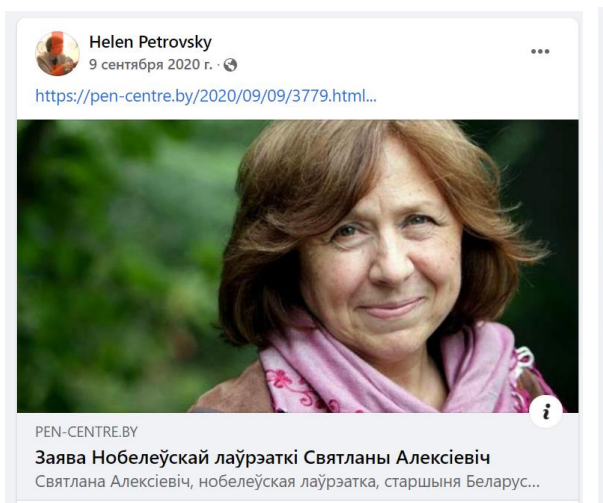 Helen Petrovsky
9 сентября 2020 г. ·
https://pen-centre.by/2020/09/09/3779.html...
i
PEN-CENTRE.BY
Заява Нобелеўскай лаўрэаткі Святланы Алексіевіч
Святлана Алексіевіч, нобелеўская лаўрэатка, старшыня Беларус...